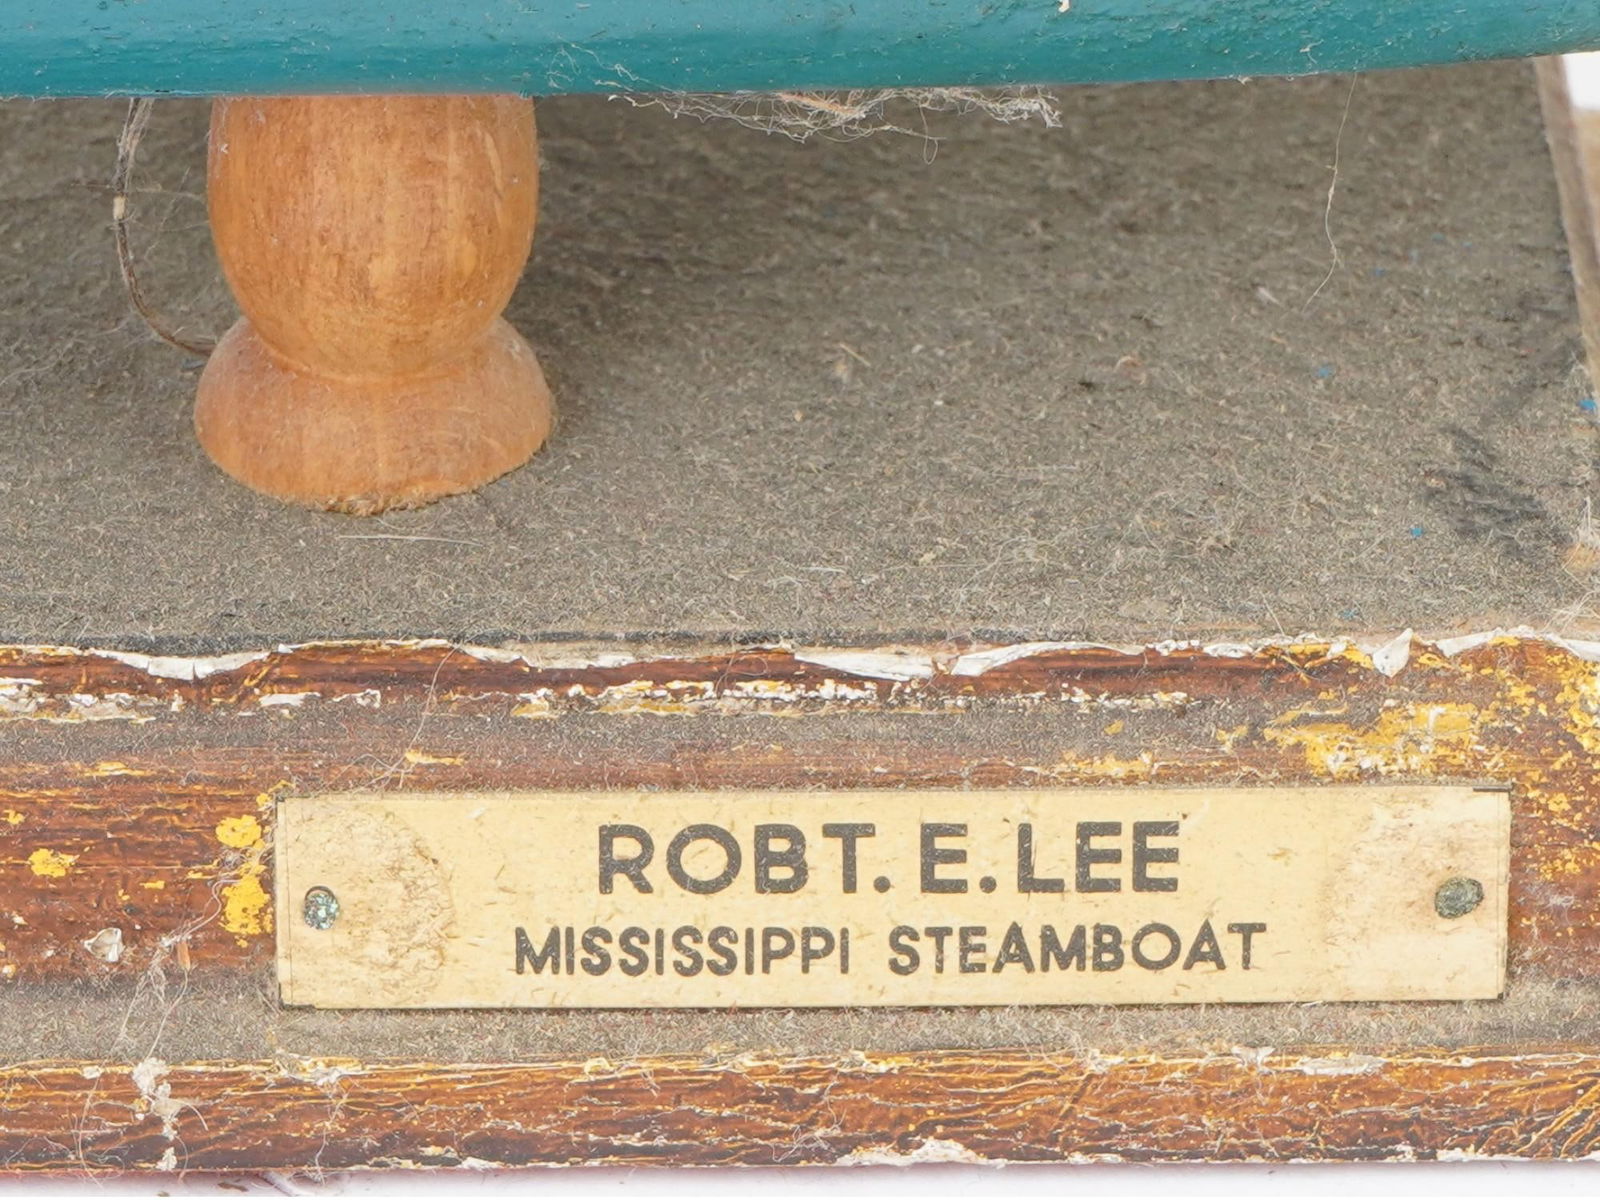 ROBT. E. LEE
MISSISSIPPI STEAMBOAT